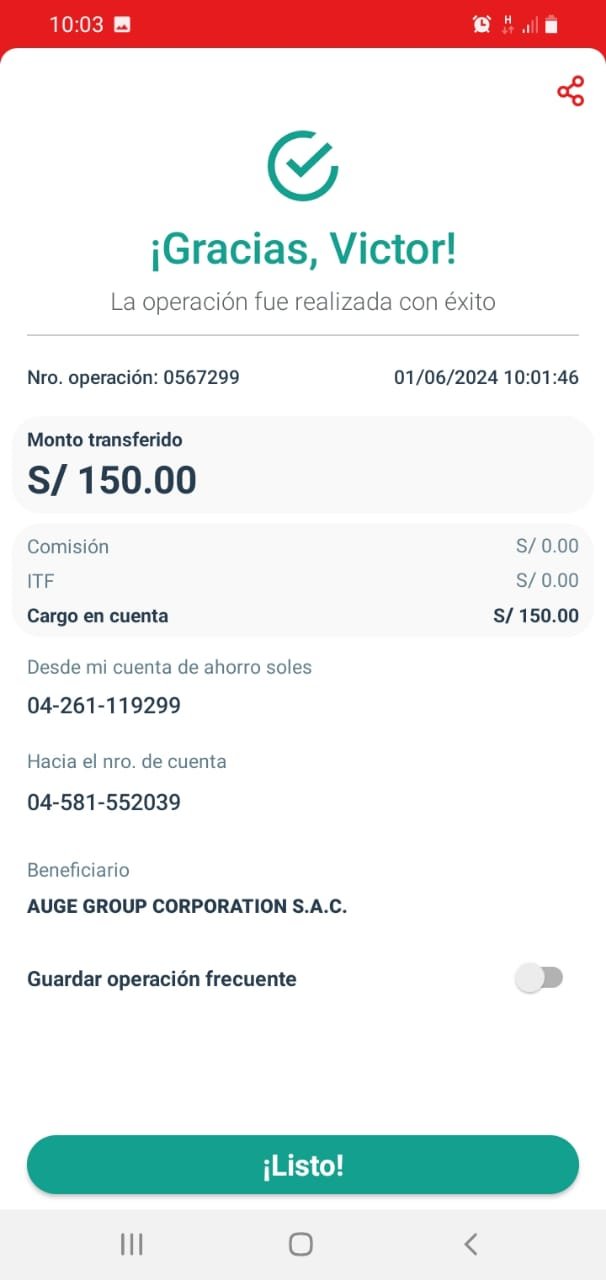 10:03
H
¡Gracias, Victor!
La operación fue realizada con éxito
Nro. operación: 0567299 01/06/2024 10:01:46
Monto transferido
S/ 150.00
Comisión S/ 0.00
ITF S/ 0.00
Cargo en cuenta S/ 150.00
Desde mi cuenta de ahorro soles
04-261-119299
Hacia el nro. de cuenta
04-581-552039
Beneficiario
AUGE GROUP CORPORATION S.A.C.
Guardar operación frecuente
¡Listo!